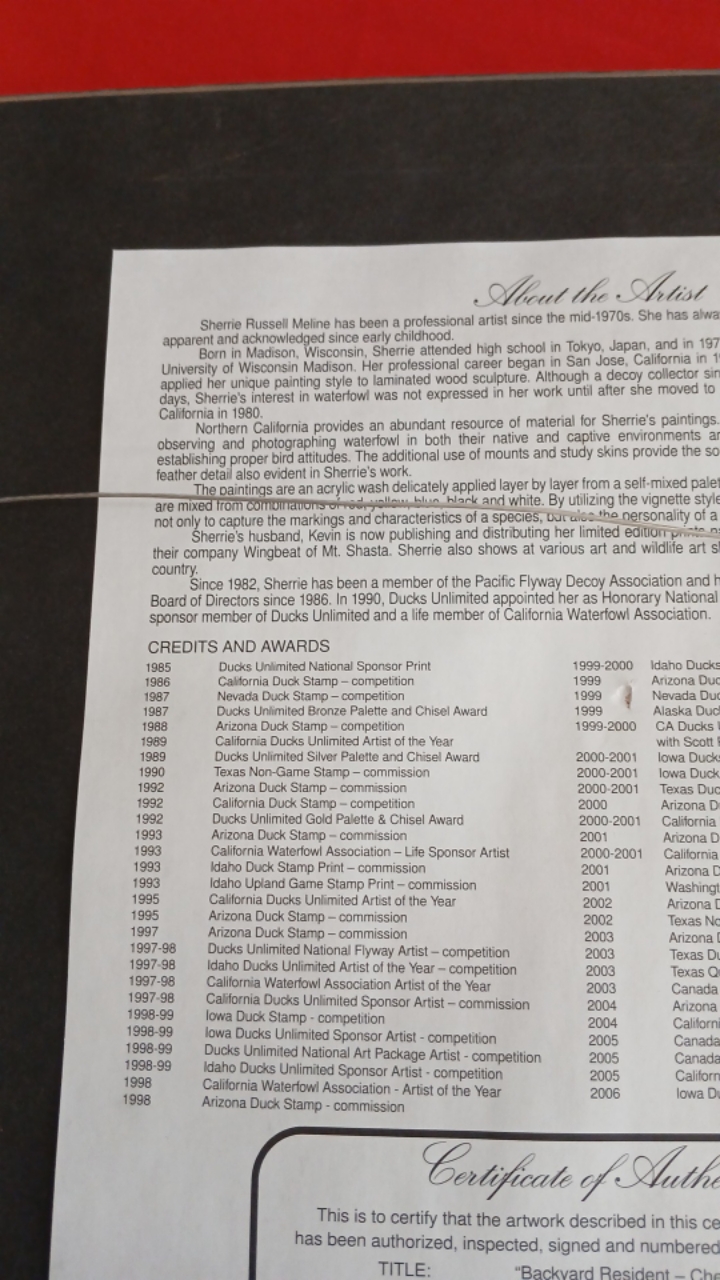 About the Artist
Sherrie Russell Meline has been a professional artist since the mid-1970s. She has
apparent and acknowledged since early childhood.
Born in Madison, Wisconsin, Sherrie attended high school in Tokyo, Japan, and in
University of Wisconsin Madison. Her professional career began in San Jose, California in
applied her unique painting style to laminated wood sculpture. Although a decoy collector
days, Sherrie's interest in waterfowl was not expressed in her work until after she moved to
California in 1980.
Northern California provides an abundant resource of material for Sherrie's paintings.
observing and photographing waterfowl in both their native and captive environments
establishing proper bird attitudes. The additional use of mounts and study skins provide the
feather detail also evident in Sherrie's work.
The paintings are an acrylic wash delicately applied layer by layer from a self-mixed
are mixed from combinations of red, yellow, blue, black and white. By utilizing the vignette style
not only to capture the markings and characteristics of a species, but also the personality of a
Sherrie's husband, Kevin is now publishing and distributing her limited edition prints
their company Wingbeat of Mt. Shasta. Sherrie also shows at various art and wildlife art
country.
Since 1982, Sherrie has been a member of the Pacific Flyway Decoy Association and
Board of Directors since 1986. In 1990, Ducks Unlimited appointed her as Honorary National
sponsor member of Ducks Unlimited and a life member of California Waterfowl Association.
CREDITS AND AWARDS
1985 Ducks Unlimited National Sponsor Print 1999-2000 Idaho Ducks
1986 California Duck Stamp – competition 1999 Arizona Duc
1987 Nevada Duck Stamp – competition 1999 Nevada Duc
1987 Ducks Unlimited Bronze Palette and Chisel Award 1999 Alaska Duc
1988 Arizona Duck Stamp – competition 1999-2000 CA Ducks
1989 California Ducks Unlimited Artist of the Year with Scott
1989 Ducks Unlimited Silver Palette and Chisel Award 2000-2001 Iowa Ducks
1990 Texas Non-Game Stamp – commission 2000-2001 Iowa Duck
1992 Arizona Duck Stamp – commission 2000-2001 Texas Duc
1992 California Duck Stamp – competition 2000 Arizona D
1992 Ducks Unlimited Gold Palette & Chisel Award 2000-2001 California
1993 Arizona Duck Stamp – commission 2001 Arizona D
1993 California Waterfowl Association – Life Sponsor Artist 2000-2001 California
1993 Idaho Duck Stamp Print – commission 2001 Arizona
1993 Idaho Upland Game Stamp Print – commission 2001 Washingt
1995 California Ducks Unlimited Artist of the Year 2002 Arizona
1995 Arizona Duck Stamp – commission 2002 Texas No
1997 Arizona Duck Stamp – commission 2003 Arizona
1997-98 Ducks Unlimited National Flyway Artist – competition 2003 Texas Du
1997-98 Idaho Ducks Unlimited Artist of the Year – competition 2003 Texas
1997-98 California Waterfowl Association Artist of the Year 2003 Canada
1997-98 California Ducks Unlimited Sponsor Artist – commission 2004 Arizona
1998-99 Iowa Duck Stamp - competition 2004 Californ
1998-99 Iowa Ducks Unlimited Sponsor Artist - competition 2005 Canada
1998-99 Ducks Unlimited National Art Package Artist - competition 2005 Canada
1998-99 Idaho Ducks Unlimited Sponsor Artist - competition 2005 Californ
1998 California Waterfowl Association - Artist of the Year 2006 Iowa
1998 Arizona Duck Stamp - commission
Certificate of Authe
This is to certify that the artwork described in this
has been authorized, inspected, signed and numbered
TITLE: "Backyard Resident –